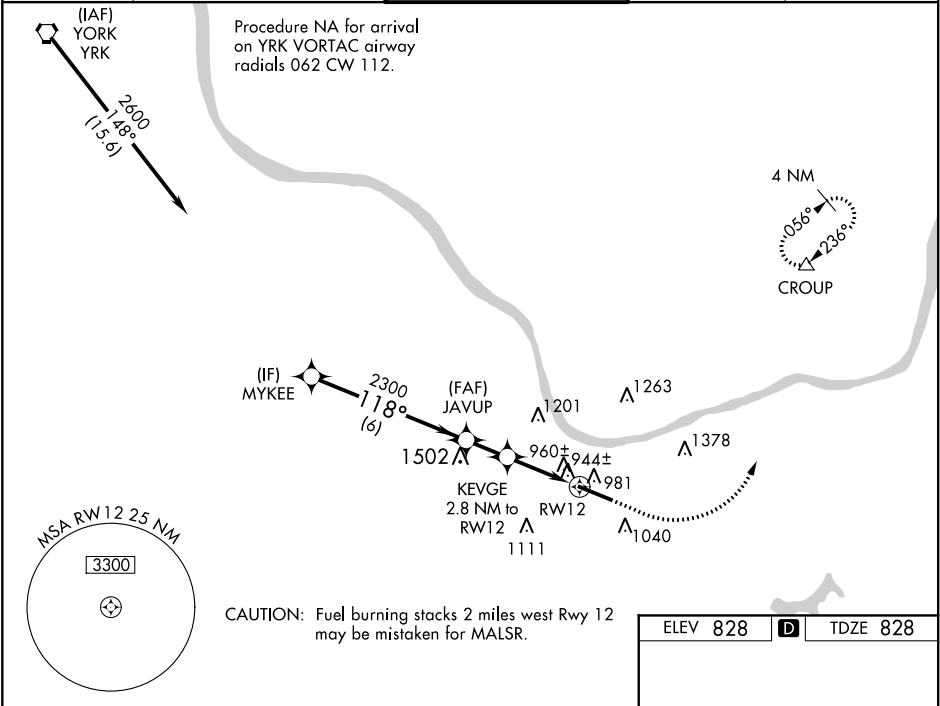 (IAF)
YORK
YRK
Procedure NA for arrival
on YRK VORTAC airway
radials 062 CW 112.
2600
148°
(15.6)
4 NM
056°
236°
CROUP
(IF)
MYKEE
2300
118°
(6)
(FAF)
JAVUP
1201
1263
1378
1502
960±
944±
981
KEVGE
2.8 NM to
RW12
RW12
1111
1040
MSA RW12 25 NM
3300
CAUTION: Fuel burning stacks 2 miles west Rwy 12
may be mistaken for MALSR.
ELEV 828 D TDZE 828